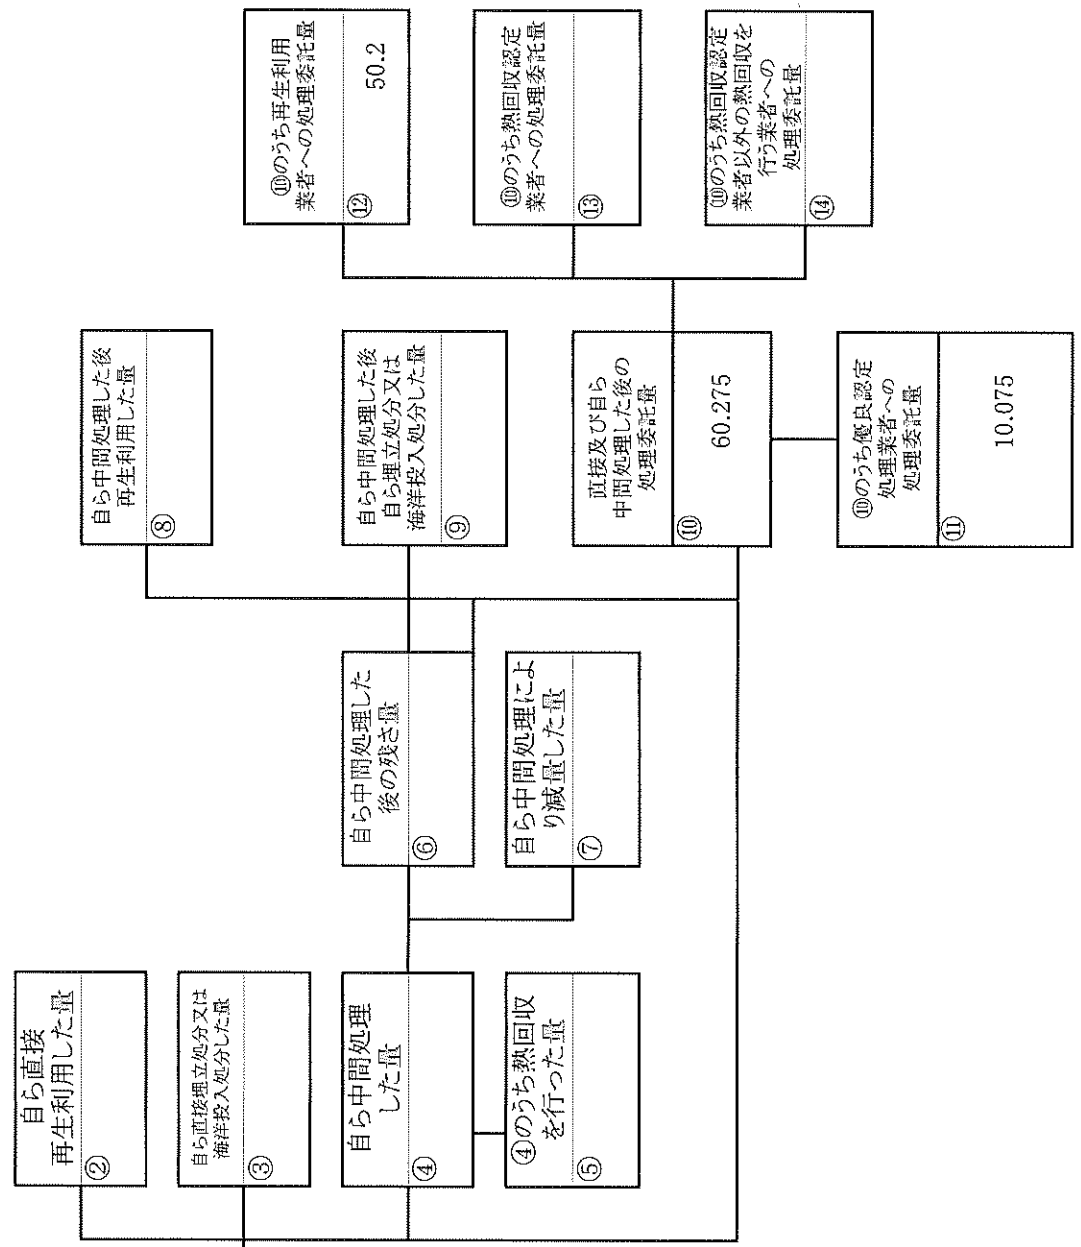 自ら直接
再生利用した量
②
自ら直接埋立処分又は
海洋投入処分した量
③
自ら中間処理
した量
④
④のうち熱回収
を行った量
⑤
自ら中間処理した
後の残さ量
⑥
自ら中間処理によ
り減量した量
⑦
自ら中間処理した後
再生利用した量
⑧
自ら中間処理した後
自ら埋立処分又は
海洋投入処分した量
⑨
直接及び自ら
中間処理した後の
処理委託量
⑩
60.275
⑩のうち優良認定
処理業者への
処理委託量
⑪
10.075
⑩のうち再生利用
業者への処理委託量
⑫
50.2
⑩のうち熱回収認定
業者への処理委託量
⑬
⑩のうち熱回収認定
業者以外の熱回収を
行う業者への
処理委託量
⑭